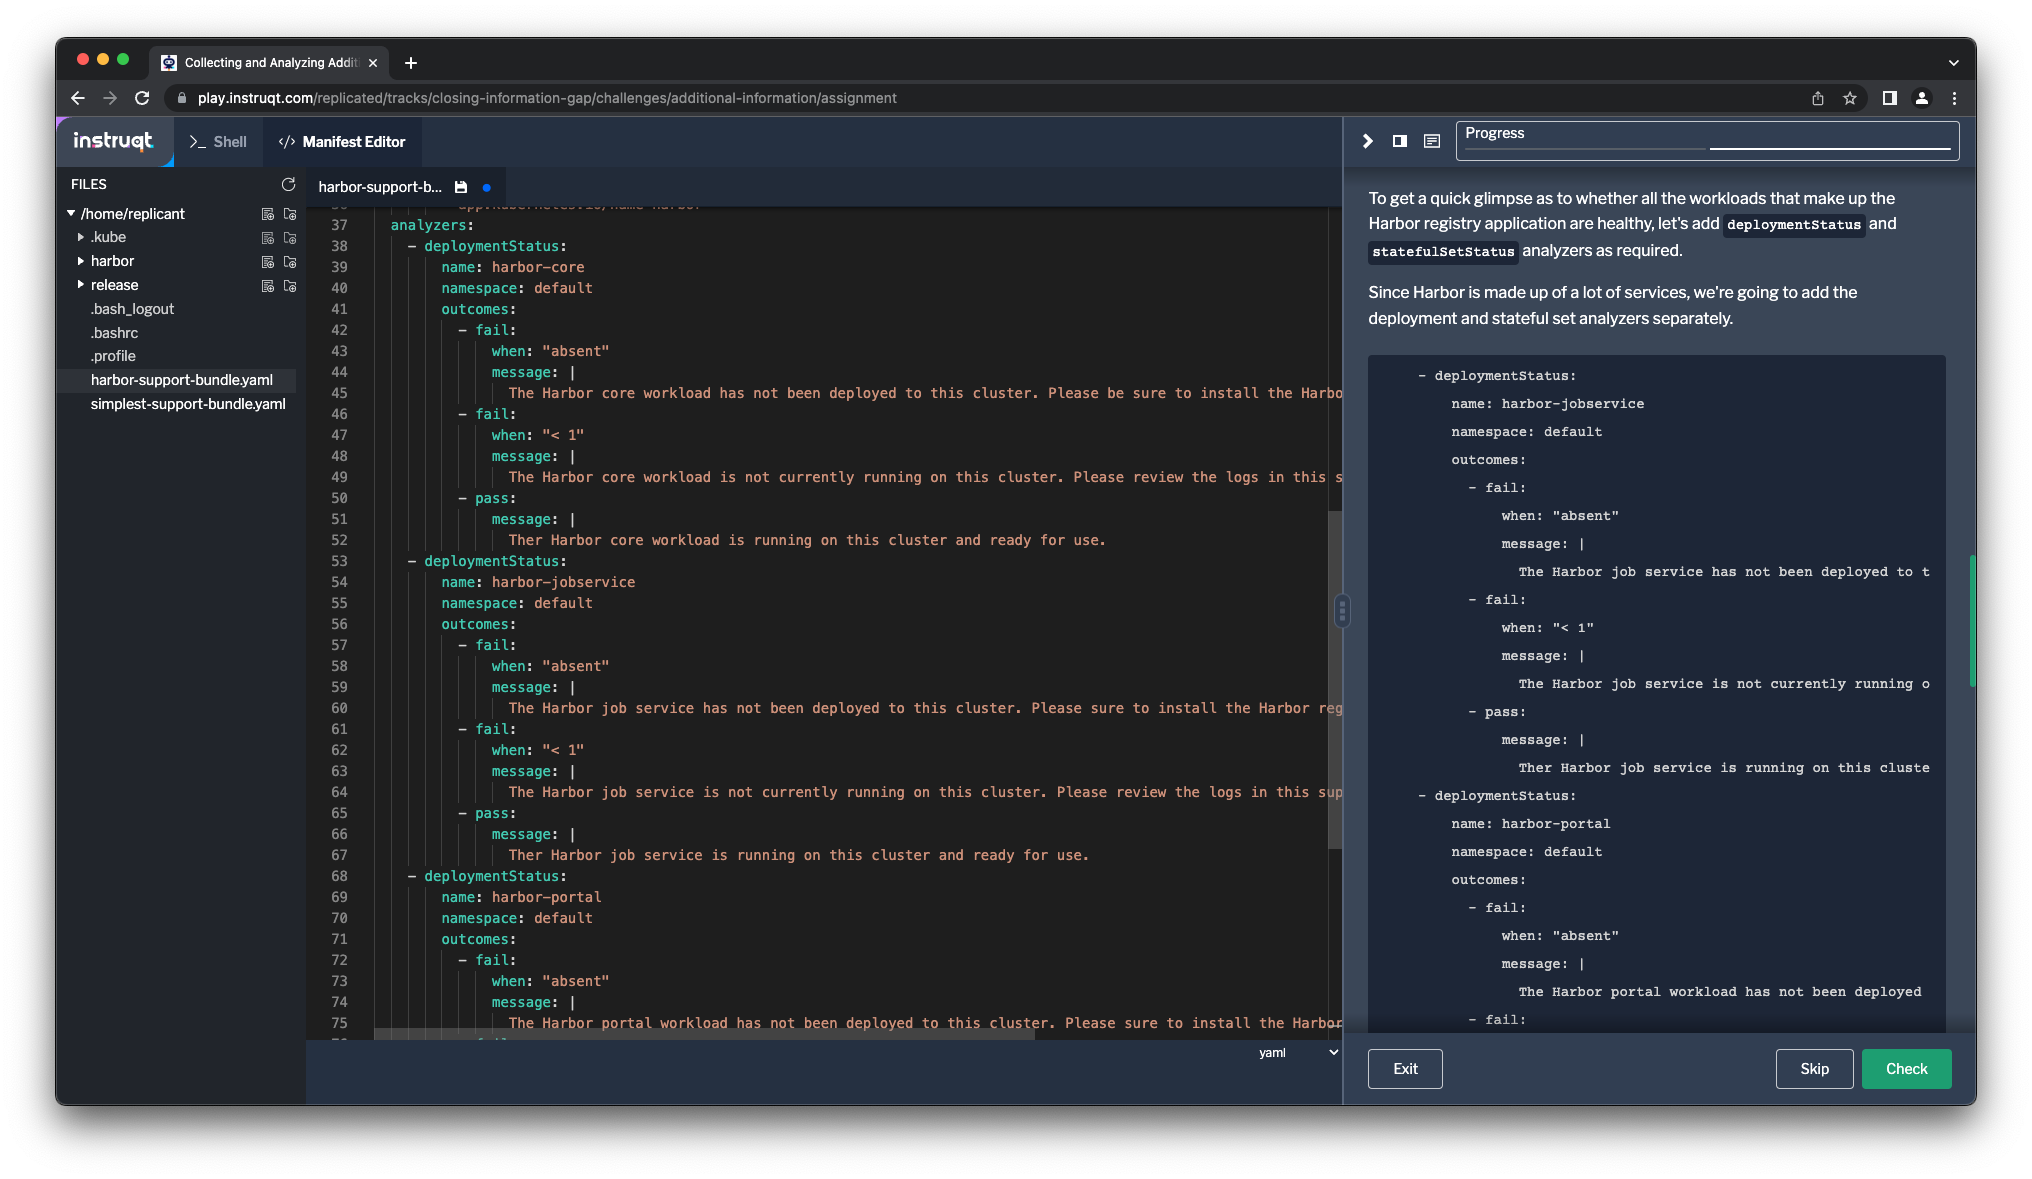 Collecting and Analyzing Addit
play.instruqt.com/replicated/tracks/closing-information-gap/challenges/additional-information/assignment
instruqt
>_ Shell
</> Manifest Editor
Progress
FILES
/home/replicant
.kube
harbor
release
.bash_logout
.bashrc
.profile
harbor-support-bundle.yaml
simplest-support-bundle.yaml
harbor-support-b...
37 analyzers:
38 - deploymentStatus:
39 name: harbor-core
40 namespace: default
41 outcomes:
42 - fail:
43 when: "absent"
44 message: |
45 The Harbor core workload has not been deployed to this cluster. Please be sure to install the Harbo
46 - fail:
47 when: "< 1"
48 message: |
49 The Harbor core workload is not currently running on this cluster. Please review the logs in this s
50 - pass:
51 message: |
52 Ther Harbor core workload is running on this cluster and ready for use.
53 - deploymentStatus:
54 name: harbor-jobservice
55 namespace: default
56 outcomes:
57 - fail:
58 when: "absent"
59 message: |
60 The Harbor job service has not been deployed to this cluster. Please sure to install the Harbor reg
61 - fail:
62 when: "< 1"
63 message: |
64 The Harbor job service is not currently running on this cluster. Please review the logs in this sup
65 - pass:
66 message: |
67 Ther Harbor job service is running on this cluster and ready for use.
68 - deploymentStatus:
69 name: harbor-portal
70 namespace: default
71 outcomes:
72 - fail:
73 when: "absent"
74 message: |
75 The Harbor portal workload has not been deployed to this cluster. Please sure to install the Harbor
yaml
To get a quick glimpse as to whether all the workloads that make up the
Harbor registry application are healthy, let's add deploymentStatus and
statefulSetStatus analyzers as required.
Since Harbor is made up of a lot of services, we're going to add the
deployment and stateful set analyzers separately.
- deploymentStatus:
name: harbor-jobservice
namespace: default
outcomes:
- fail:
when: "absent"
message: |
The Harbor job service has not been deployed to t
- fail:
when: "< 1"
message: |
The Harbor job service is not currently running o
- pass:
message: |
Ther Harbor job service is running on this cluste
- deploymentStatus:
name: harbor-portal
namespace: default
outcomes:
- fail:
when: "absent"
message: |
The Harbor portal workload has not been deployed
- fail:
Exit
Skip
Check